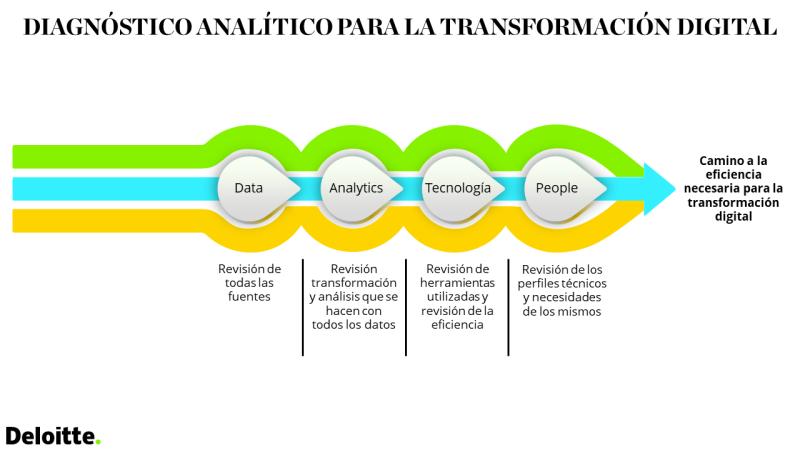 DIAGNÓSTICO ANALÍTICO PARA LA TRANSFORMACIÓN DIGITAL
Data
Analytics
Tecnología
People
Camino a la
eficiencia
necesaria para la
transformación
digital
Revisión de
todas las
fuentes
Revisión
transformación
y análisis que se
hacen con
todos los datos
Revisión de
herramientas
utilizadas y
revisión de la
eficiencia
Revisión de los
perfiles técnicos
y necesidades
de los mismos
Deloitte.